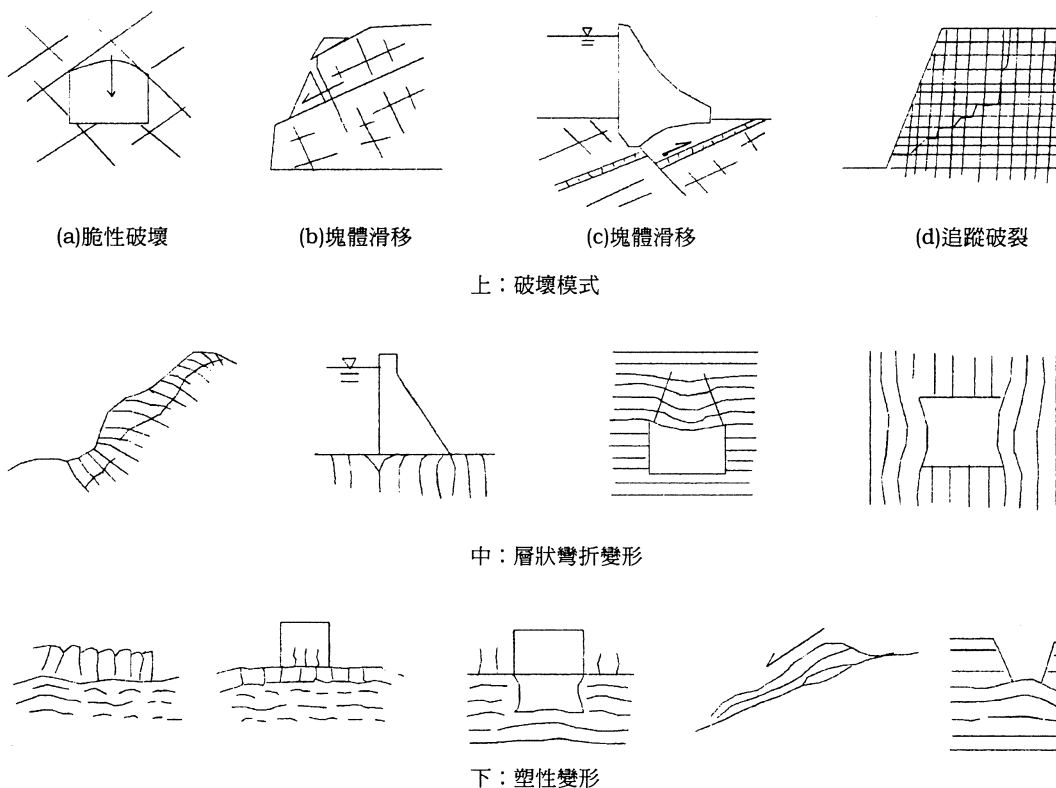 (a)脆性破壞
(b)塊體滑移
(c)塊體滑移
(d)追蹤破裂
上：破壞模式
中：層狀彎折變形
下：塑性變形